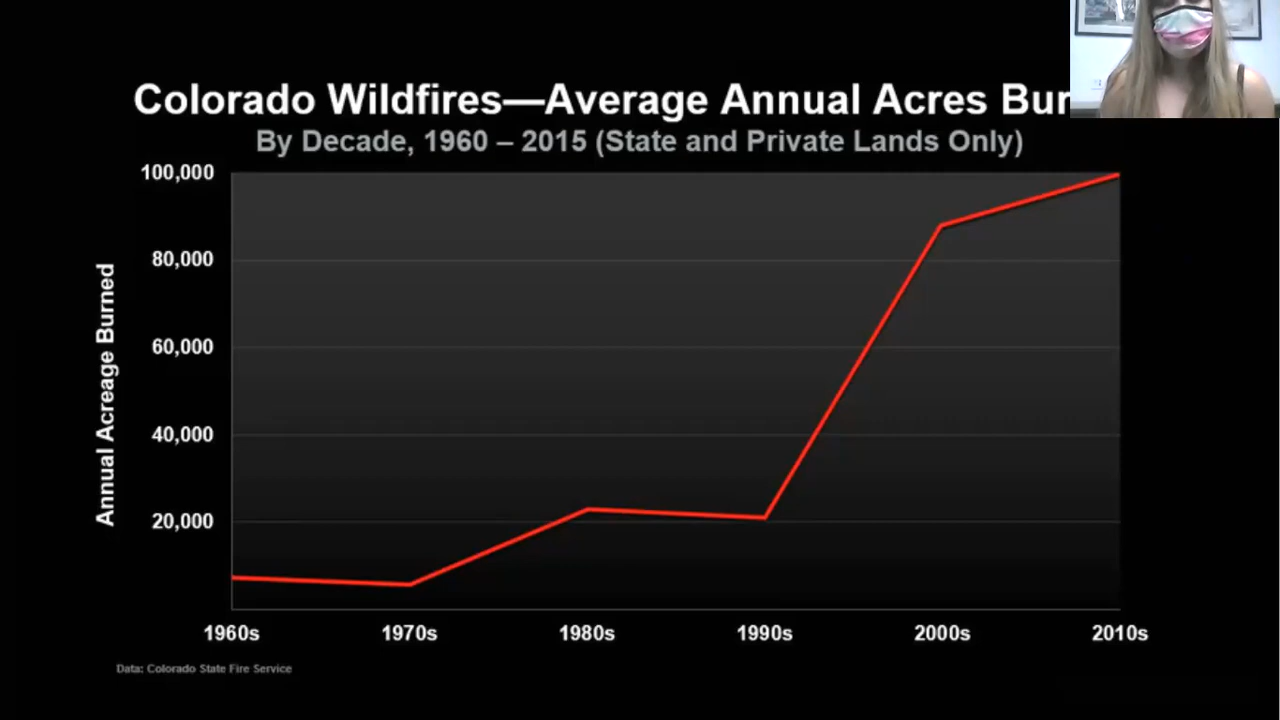 Colorado Wildfires—Average Annual Acres Bur
By Decade, 1960 – 2015 (State and Private Lands Only)
100,000
80,000
60,000
40,000
20,000
Annual Acreage Burned
1960s 1970s 1980s 1990s 2000s 2010s
Data: Colorado State Fire Service